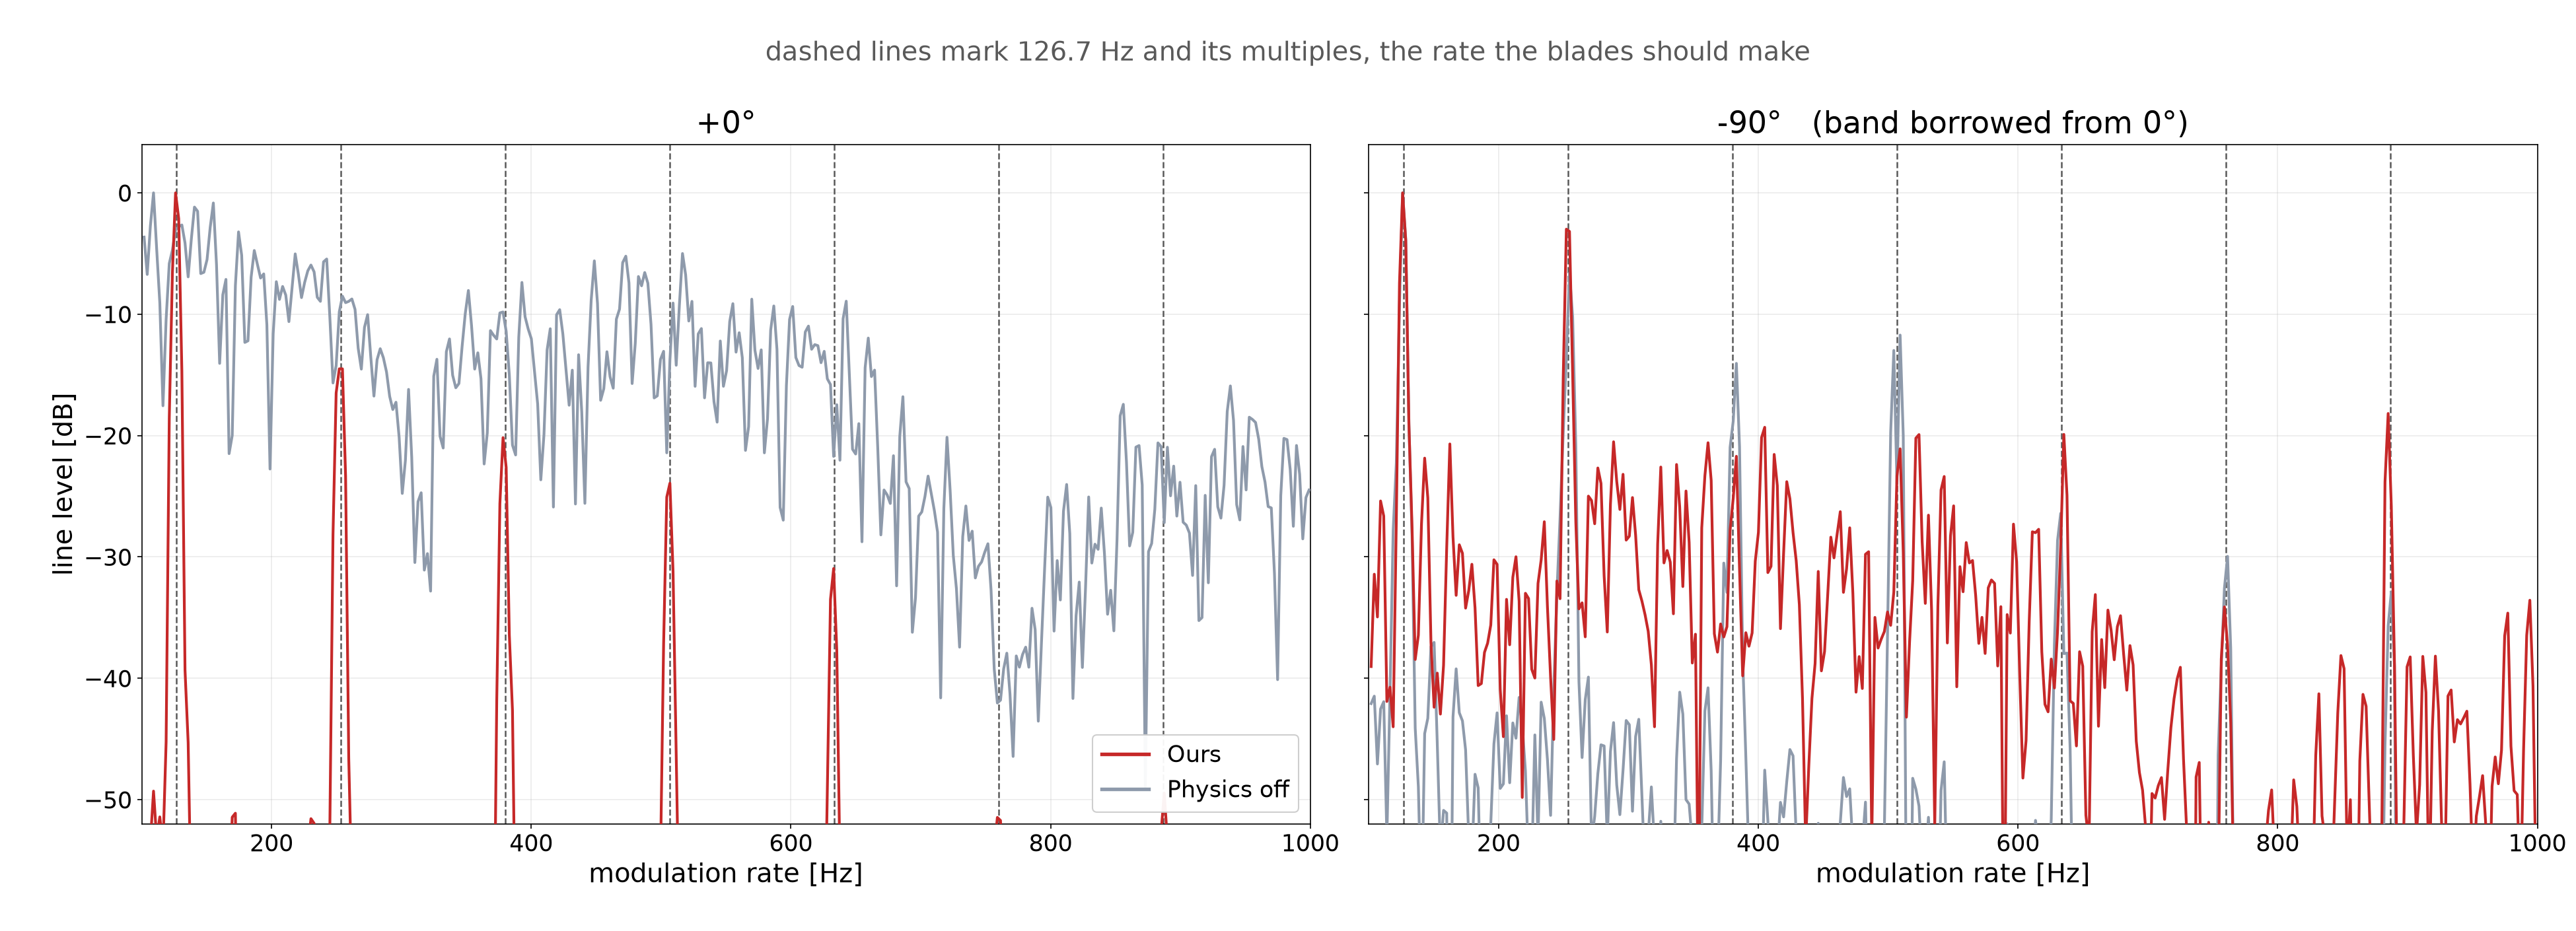 dashed lines mark 126.7 Hz and its multiples, the rate the blades should make
+0°
-90° (band borrowed from 0°)
line level [dB]
0
−10
−20
−30
−40
−50
Ours
Physics off
200 400 600 800 1000
200 400 600 800 1000
modulation rate [Hz]
modulation rate [Hz]